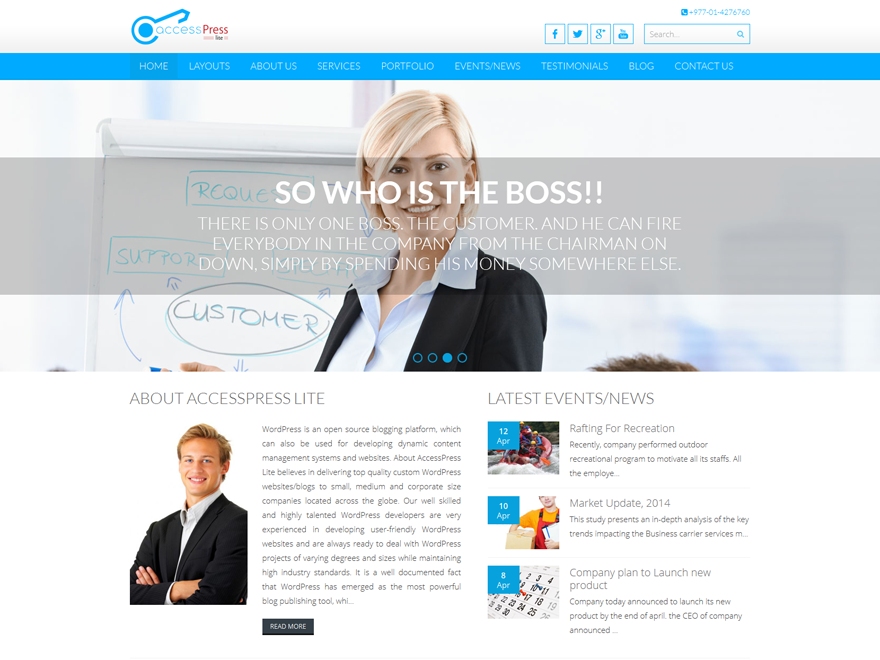 accessPress
lite
+977-01-4276760
Search...
HOME LAYOUTS ABOUT US SERVICES PORTFOLIO EVENTS/NEWS TESTIMONIALS BLOG CONTACT US
REQUE
SUPPOR
CUSTOMER
SO WHO IS THE BOSS!!
THERE IS ONLY ONE BOSS. THE CUSTOMER. AND HE CAN FIRE
EVERYBODY IN THE COMPANY FROM THE CHAIRMAN ON
DOWN, SIMPLY BY SPENDING HIS MONEY SOMEWHERE ELSE.
ABOUT ACCESSPRESS LITE
WordPress is an open source blogging platform, which
can also be used for developing dynamic content
management systems and websites. About AccessPress
Lite believes in delivering top quality custom WordPress
websites/blogs to small, medium and corporate size
companies located across the globe. Our well skilled
and highly talented WordPress developers are very
experienced in developing user-friendly WordPress
websites and are always ready to deal with WordPress
projects of varying degrees and sizes while maintaining
high industry standards. It is a well documented fact
that WordPress has emerged as the most powerful
blog publishing tool, whi...
READ MORE
LATEST EVENTS/NEWS
12
Apr
Rafting For Recreation
Recently, company performed outdoor
recreational program to motivate all its staffs. All
the employe...
10
Apr
Market Update, 2014
This study presents an in-depth analysis of the key
trends impacting the Business carrier services m...
8
Apr
Company plan to Launch new
product
Company today announced to launch its new
product by the end of april. the CEO of company
announced ...